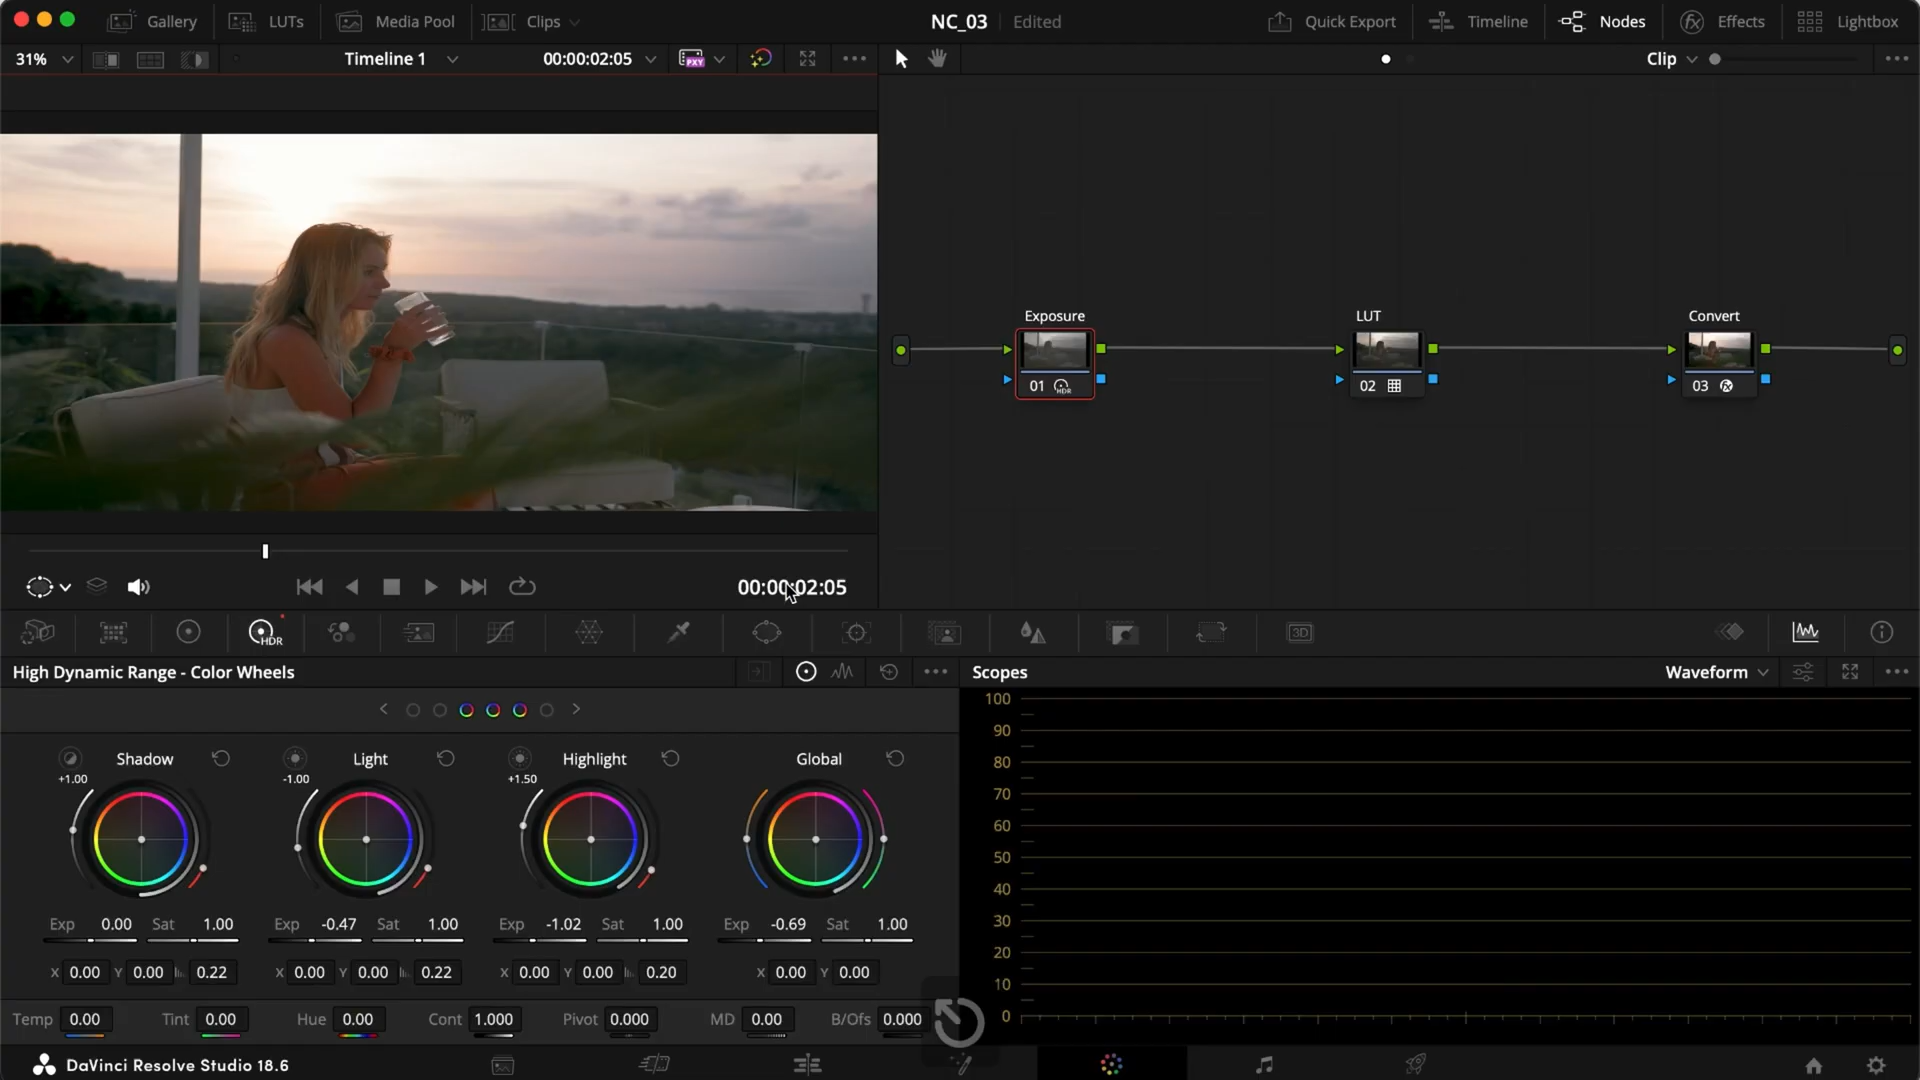 Gallery LUTs Media Pool Clips NC_03 Edited Quick Export Timeline Nodes Effects Lightbox
31% Timeline 1 00:00:02:05 PXY Clip
Exposure LUT Convert
01 HDR 02 03
00:00:02:05
HDR 3D
High Dynamic Range - Color Wheels Scopes Waveform
Shadow Light Highlight Global
+1.00 -1.00 +1.50
Exp 0.00 Sat 1.00 Exp -0.47 Sat 1.00 Exp -1.02 Sat 1.00 Exp -0.69 Sat 1.00
X 0.00 Y 0.00 0.22 X 0.00 Y 0.00 0.22 X 0.00 Y 0.00 0.20 X 0.00 Y 0.00
Temp 0.00 Tint 0.00 Hue 0.00 Cont 1.000 Pivot 0.000 MD 0.00 B/Ofs 0.000
100
90
80
70
60
50
40
30
20
10
0
DaVinci Resolve Studio 18.6